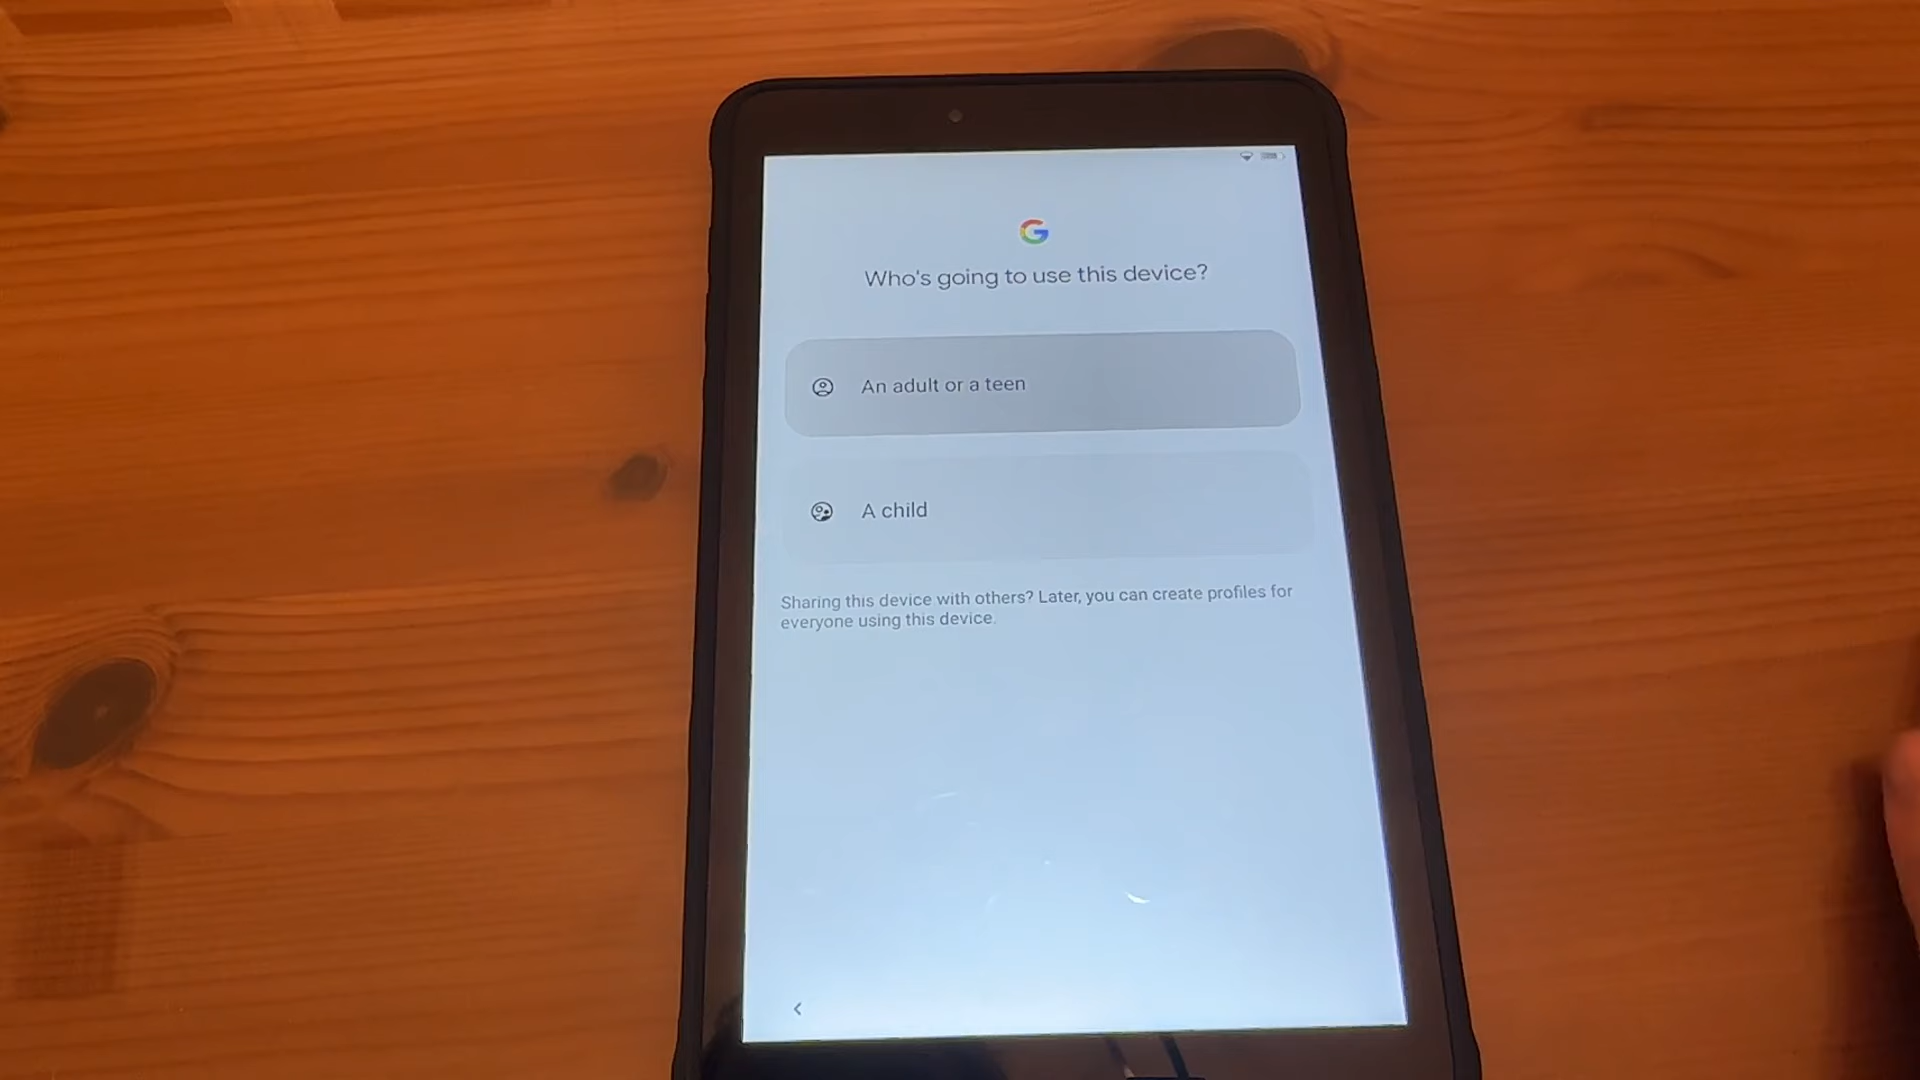 Who's going to use this device?
An adult or a teen
A child
Sharing this device with others? Later, you can create profiles for
everyone using this device.